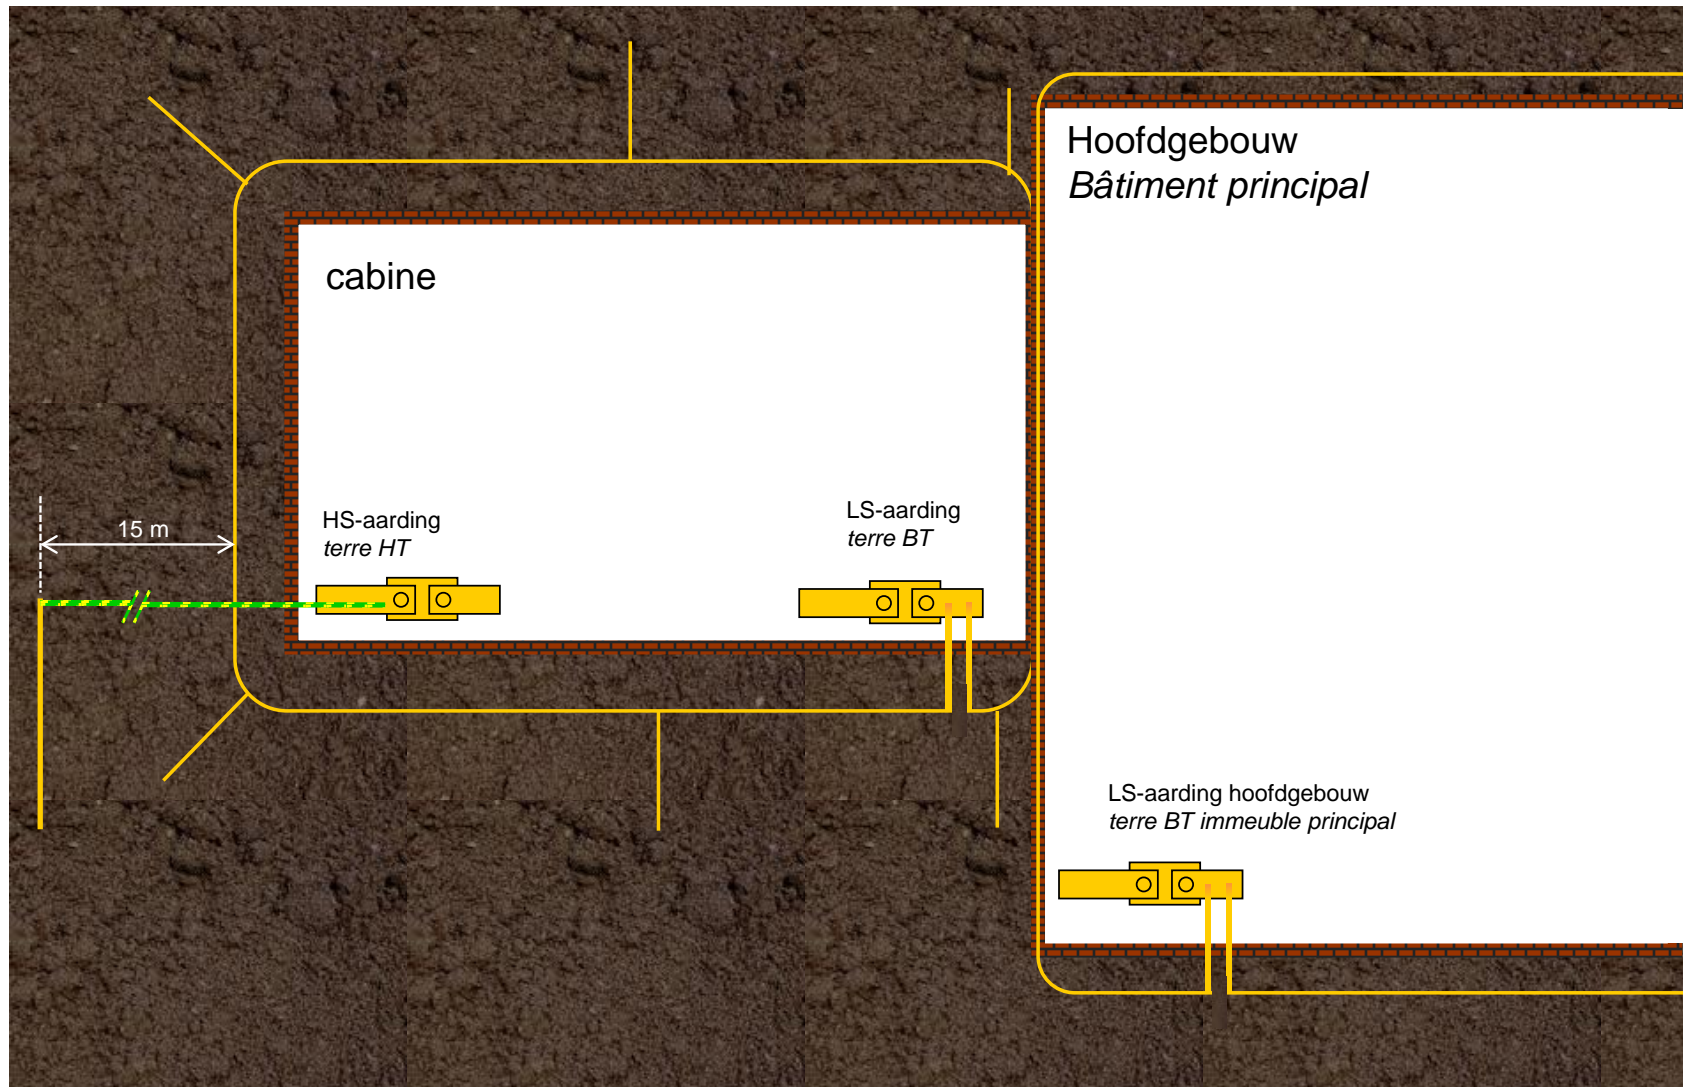 Hoofdgebouw
Bâtiment principal
cabine
HS-aarding
terre HT
LS-aarding
terre BT
15 m
LS-aarding hoofdgebouw
terre BT immeuble principal